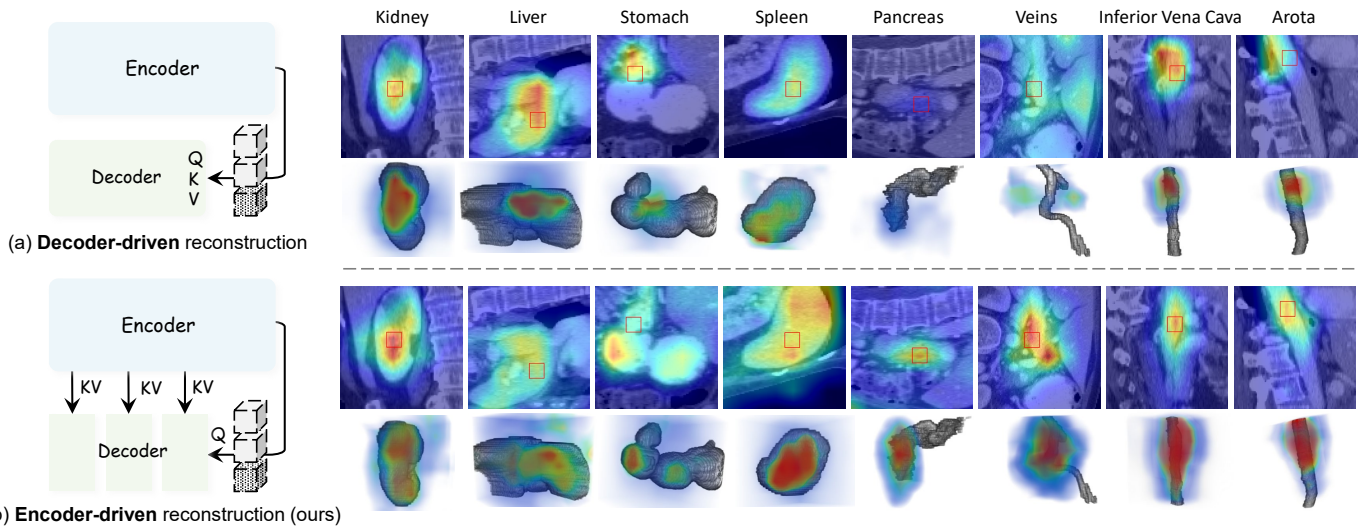 Kidney Liver Stomach Spleen Pancreas Veins Inferior Vena Cava Arota
Encoder
Decoder
Q
K
V
(a) Decoder-driven reconstruction
Encoder
KV KV KV
Decoder
Q
) Encoder-driven reconstruction (ours)